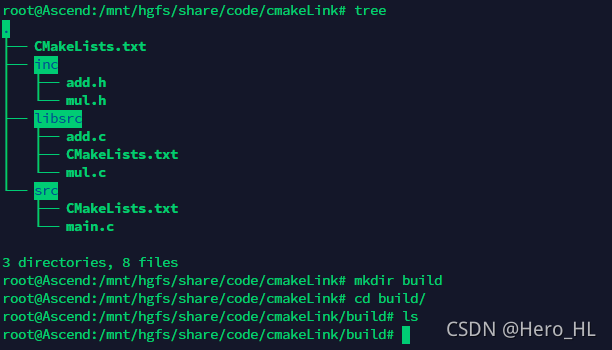 root@Ascend:/mnt/hgfs/share/code/cmakeLink# tree
.
├── CMakeLists.txt
├── inc
│   ├── add.h
│   └── mul.h
├── libsrc
│   ├── add.c
│   ├── CMakeLists.txt
│   └── mul.c
└── src
    ├── CMakeLists.txt
    └── main.c
3 directories, 8 files
root@Ascend:/mnt/hgfs/share/code/cmakeLink# mkdir build
root@Ascend:/mnt/hgfs/share/code/cmakeLink# cd build/
root@Ascend:/mnt/hgfs/share/code/cmakeLink/build# ls
root@Ascend:/mnt/hgfs/share/code/cmakeLink/build#
CSDN @Hero_HL